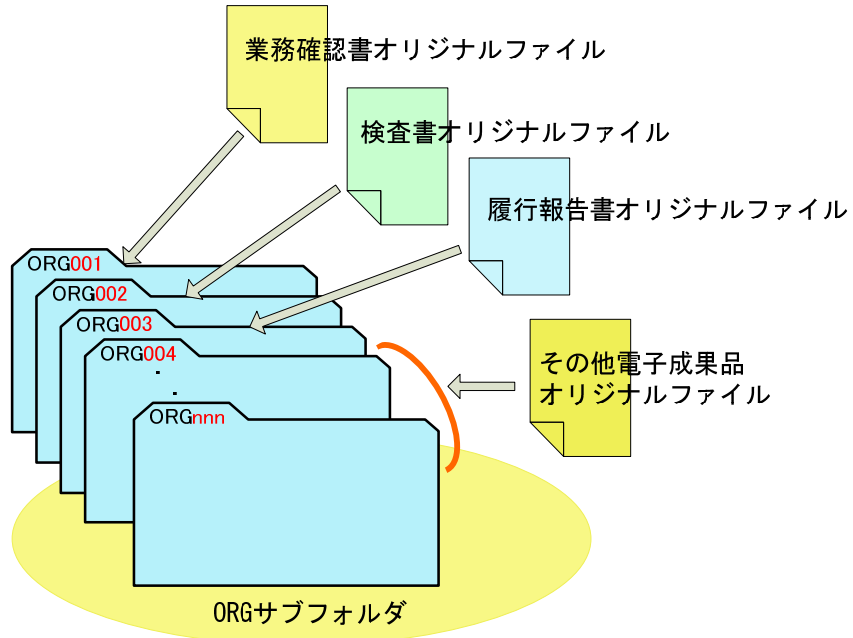 業務確認書オリジナルファイル
検査書オリジナルファイル
履行報告書オリジナルファイル
ORG001
ORG002
ORG003
ORG004
ORGnnn
その他電子成果品
オリジナルファイル
ORGサブフォルダ